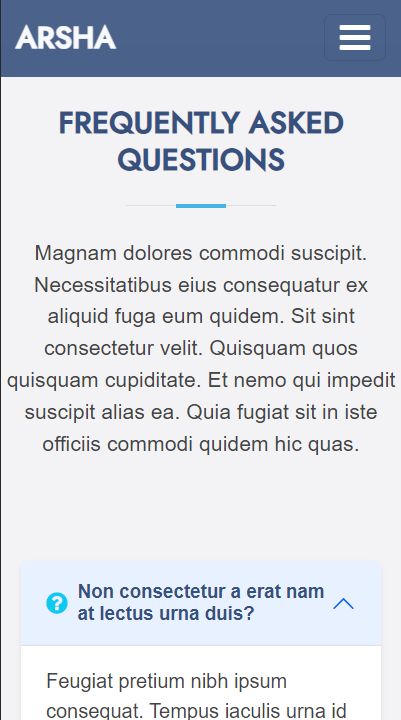 ARSHA
FREQUENTLY ASKED
QUESTIONS
Magnam dolores commodi suscipit.
Necessitatibus eius consequatur ex
aliquid fuga eum quidem. Sit sint
consectetur velit. Quisquam quos
quisquam cupiditate. Et nemo qui impedit
suscipit alias ea. Quia fugiat sit in iste
officiis commodi quidem hic quas.
Non consectetur a erat nam
at lectus urna duis?
Feugiat pretium nibh ipsum
consequat. Tempus iaculis urna id